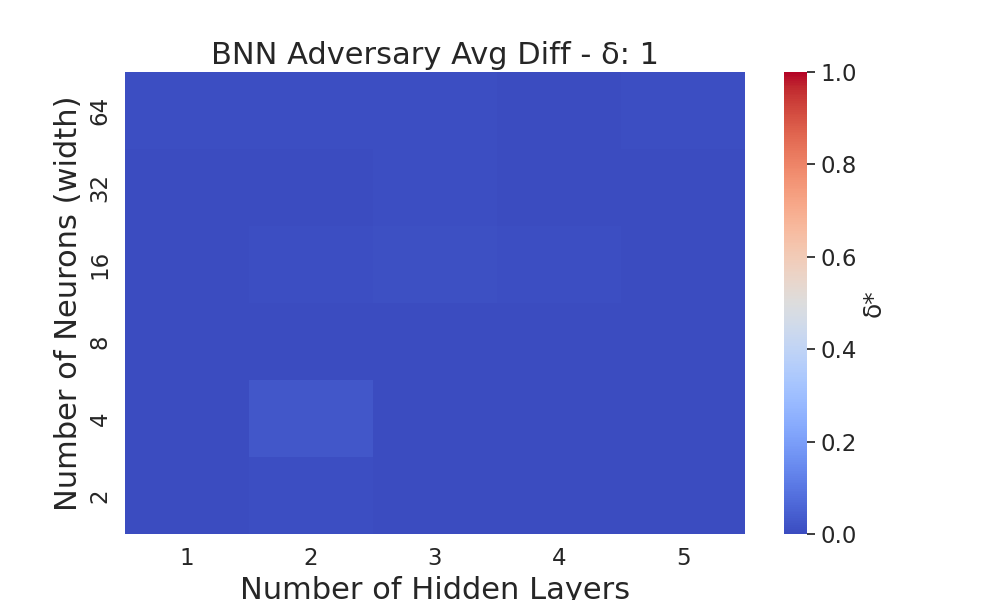 BNN Adversary Avg Diff - δ: 1
Number of Neurons (width)
64
32
16
8
4
2
1 2 3 4 5
Number of Hidden Layers
1.0
0.8
0.6
0.4
0.2
0.0
δ*